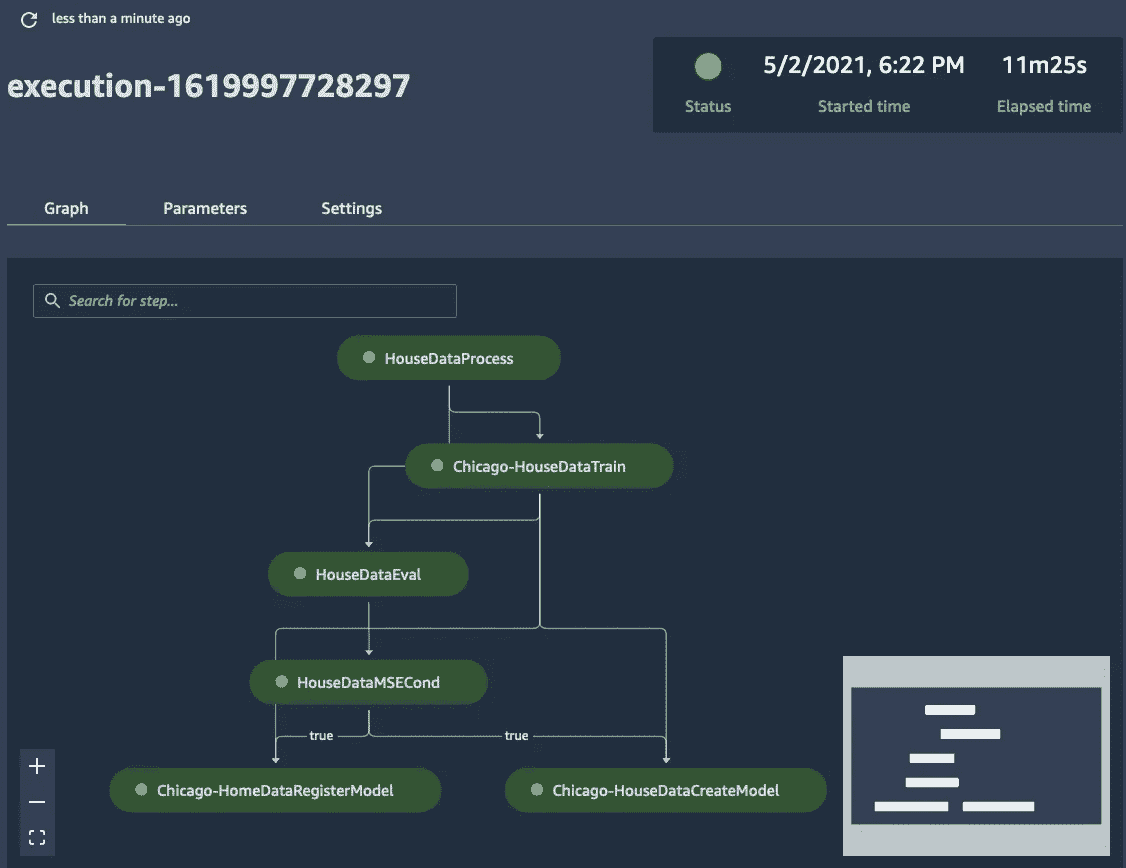 less than a minute ago
execution-1619997728297
5/2/2021, 6:22 PM 11m25s
Status Started time Elapsed time
Graph Parameters Settings
Search for step...
HouseDataProcess
Chicago-HouseDataTrain
HouseDataEval
HouseDataMSECond
true true
Chicago-HomeDataRegisterModel Chicago-HouseDataCreateModel